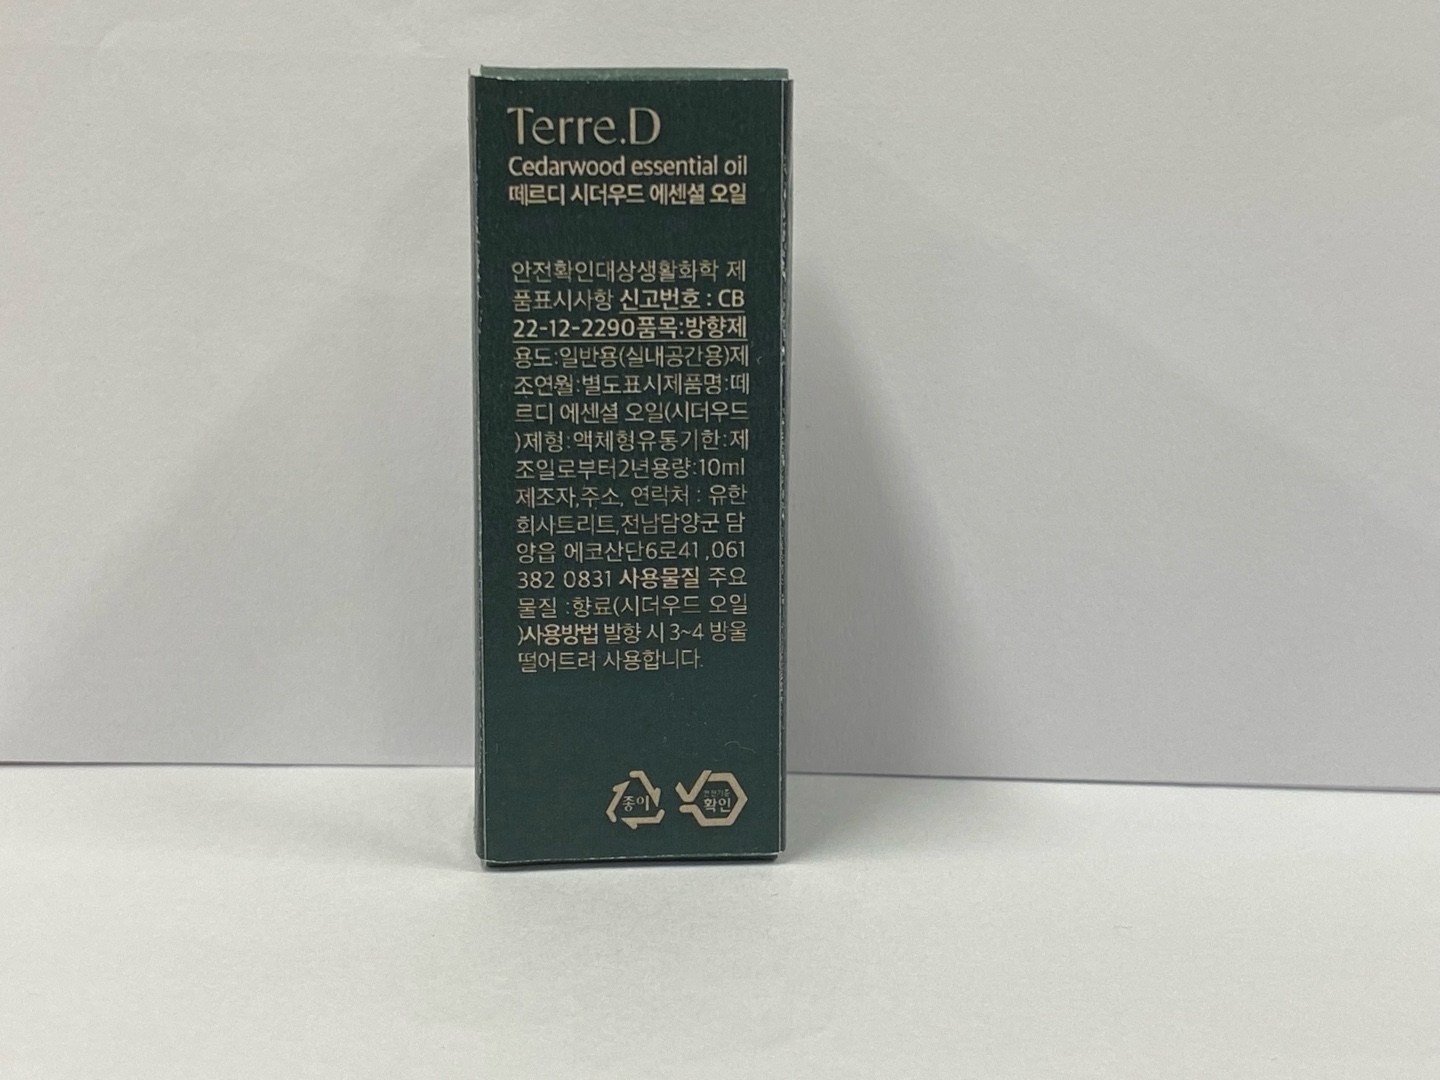 Terre.D
Cedarwood essential oil
떼르디 시더우드 에센셜 오일
안전확인대상생활화학 제
품표시사항 신고번호 : CB
22-12-2290품목:방향제
용도:일반용(실내공간용)제
조연월:별도표시제품명:떼
르디 에센셜 오일(시더우드
)제형:액체형유통기한:제
조일로부터2년용량:10ml
제조자,주소, 연락처 : 유한
회사트리트,전남담양군 담
양읍 에코산단6로41 ,061
382 0831 사용물질 주요
물질 :향료(시더우드 오일
)사용방법 발향 시 3~4 방울
떨어트려 사용합니다.
종이
안전기준
확인